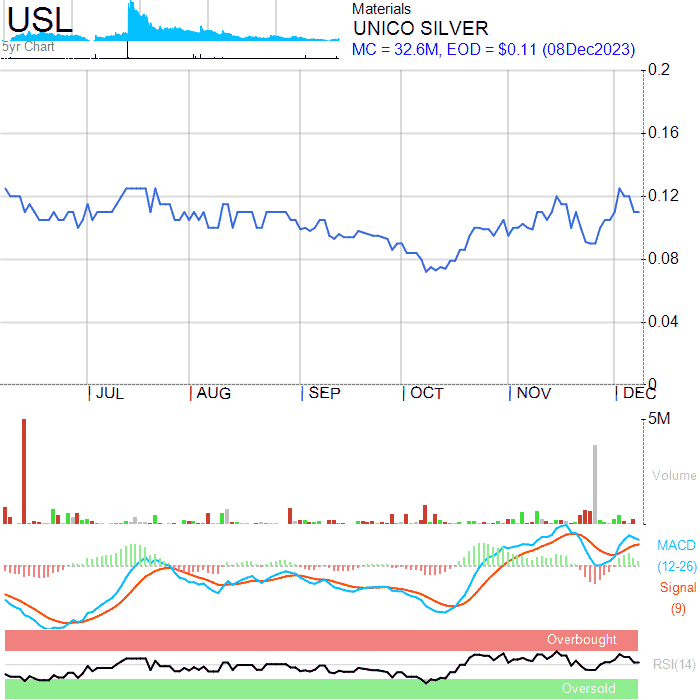 USL
5yr Chart
Materials
UNICO SILVER
MC = 32.6M, EOD = $0.11 (08Dec2023)
0.2
0.16
0.12
0.08
0.04
0
JUL
AUG
SEP
OCT
NOV
DEC
5M
Volume
MACD
(12-26)
Signal
(9)
Overbought
RSI(14)
Oversold